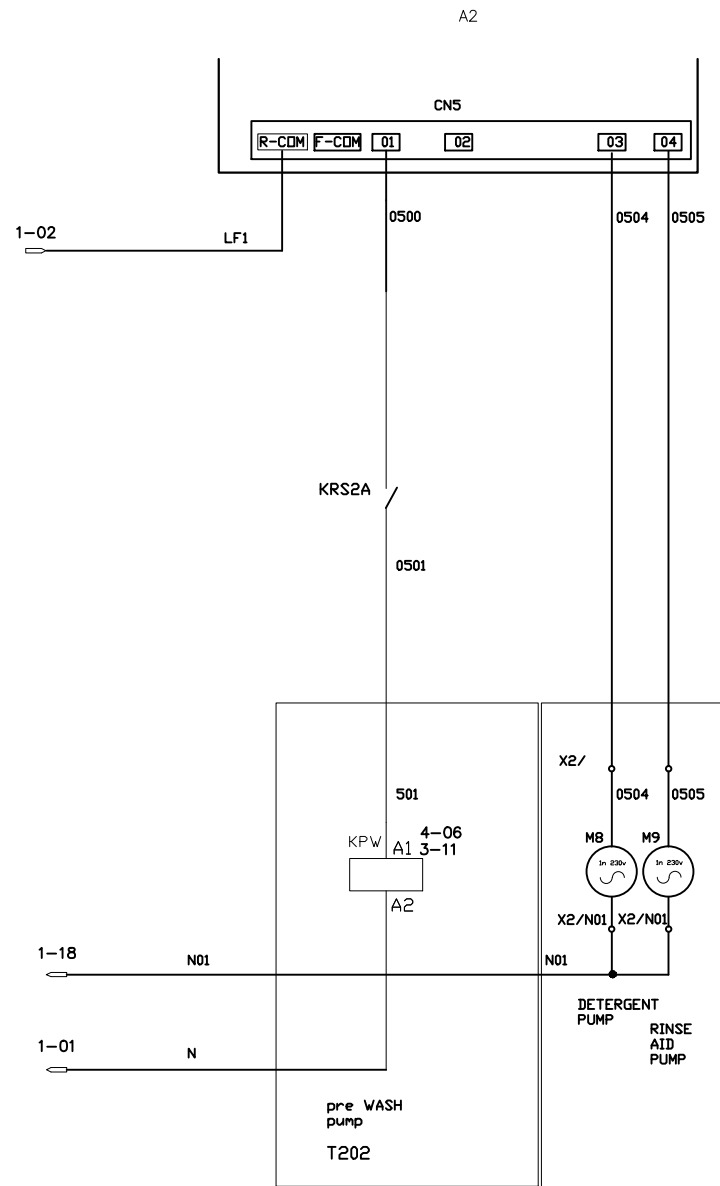 A2
CN5
R-COM F-COM 01 02 03 04
0500 0504 0505
1-02
LF1
KRS2A
0501
X2/
501 0504 0505
KPW A1 4-06
3-11
M8 M9
1n 230v 1n 230v
A2
X2/N01 X2/N01
1-18
N01 N01
DETERGENT
PUMP
RINSE
AID
PUMP
1-01
N
pre WASH
pump
T202